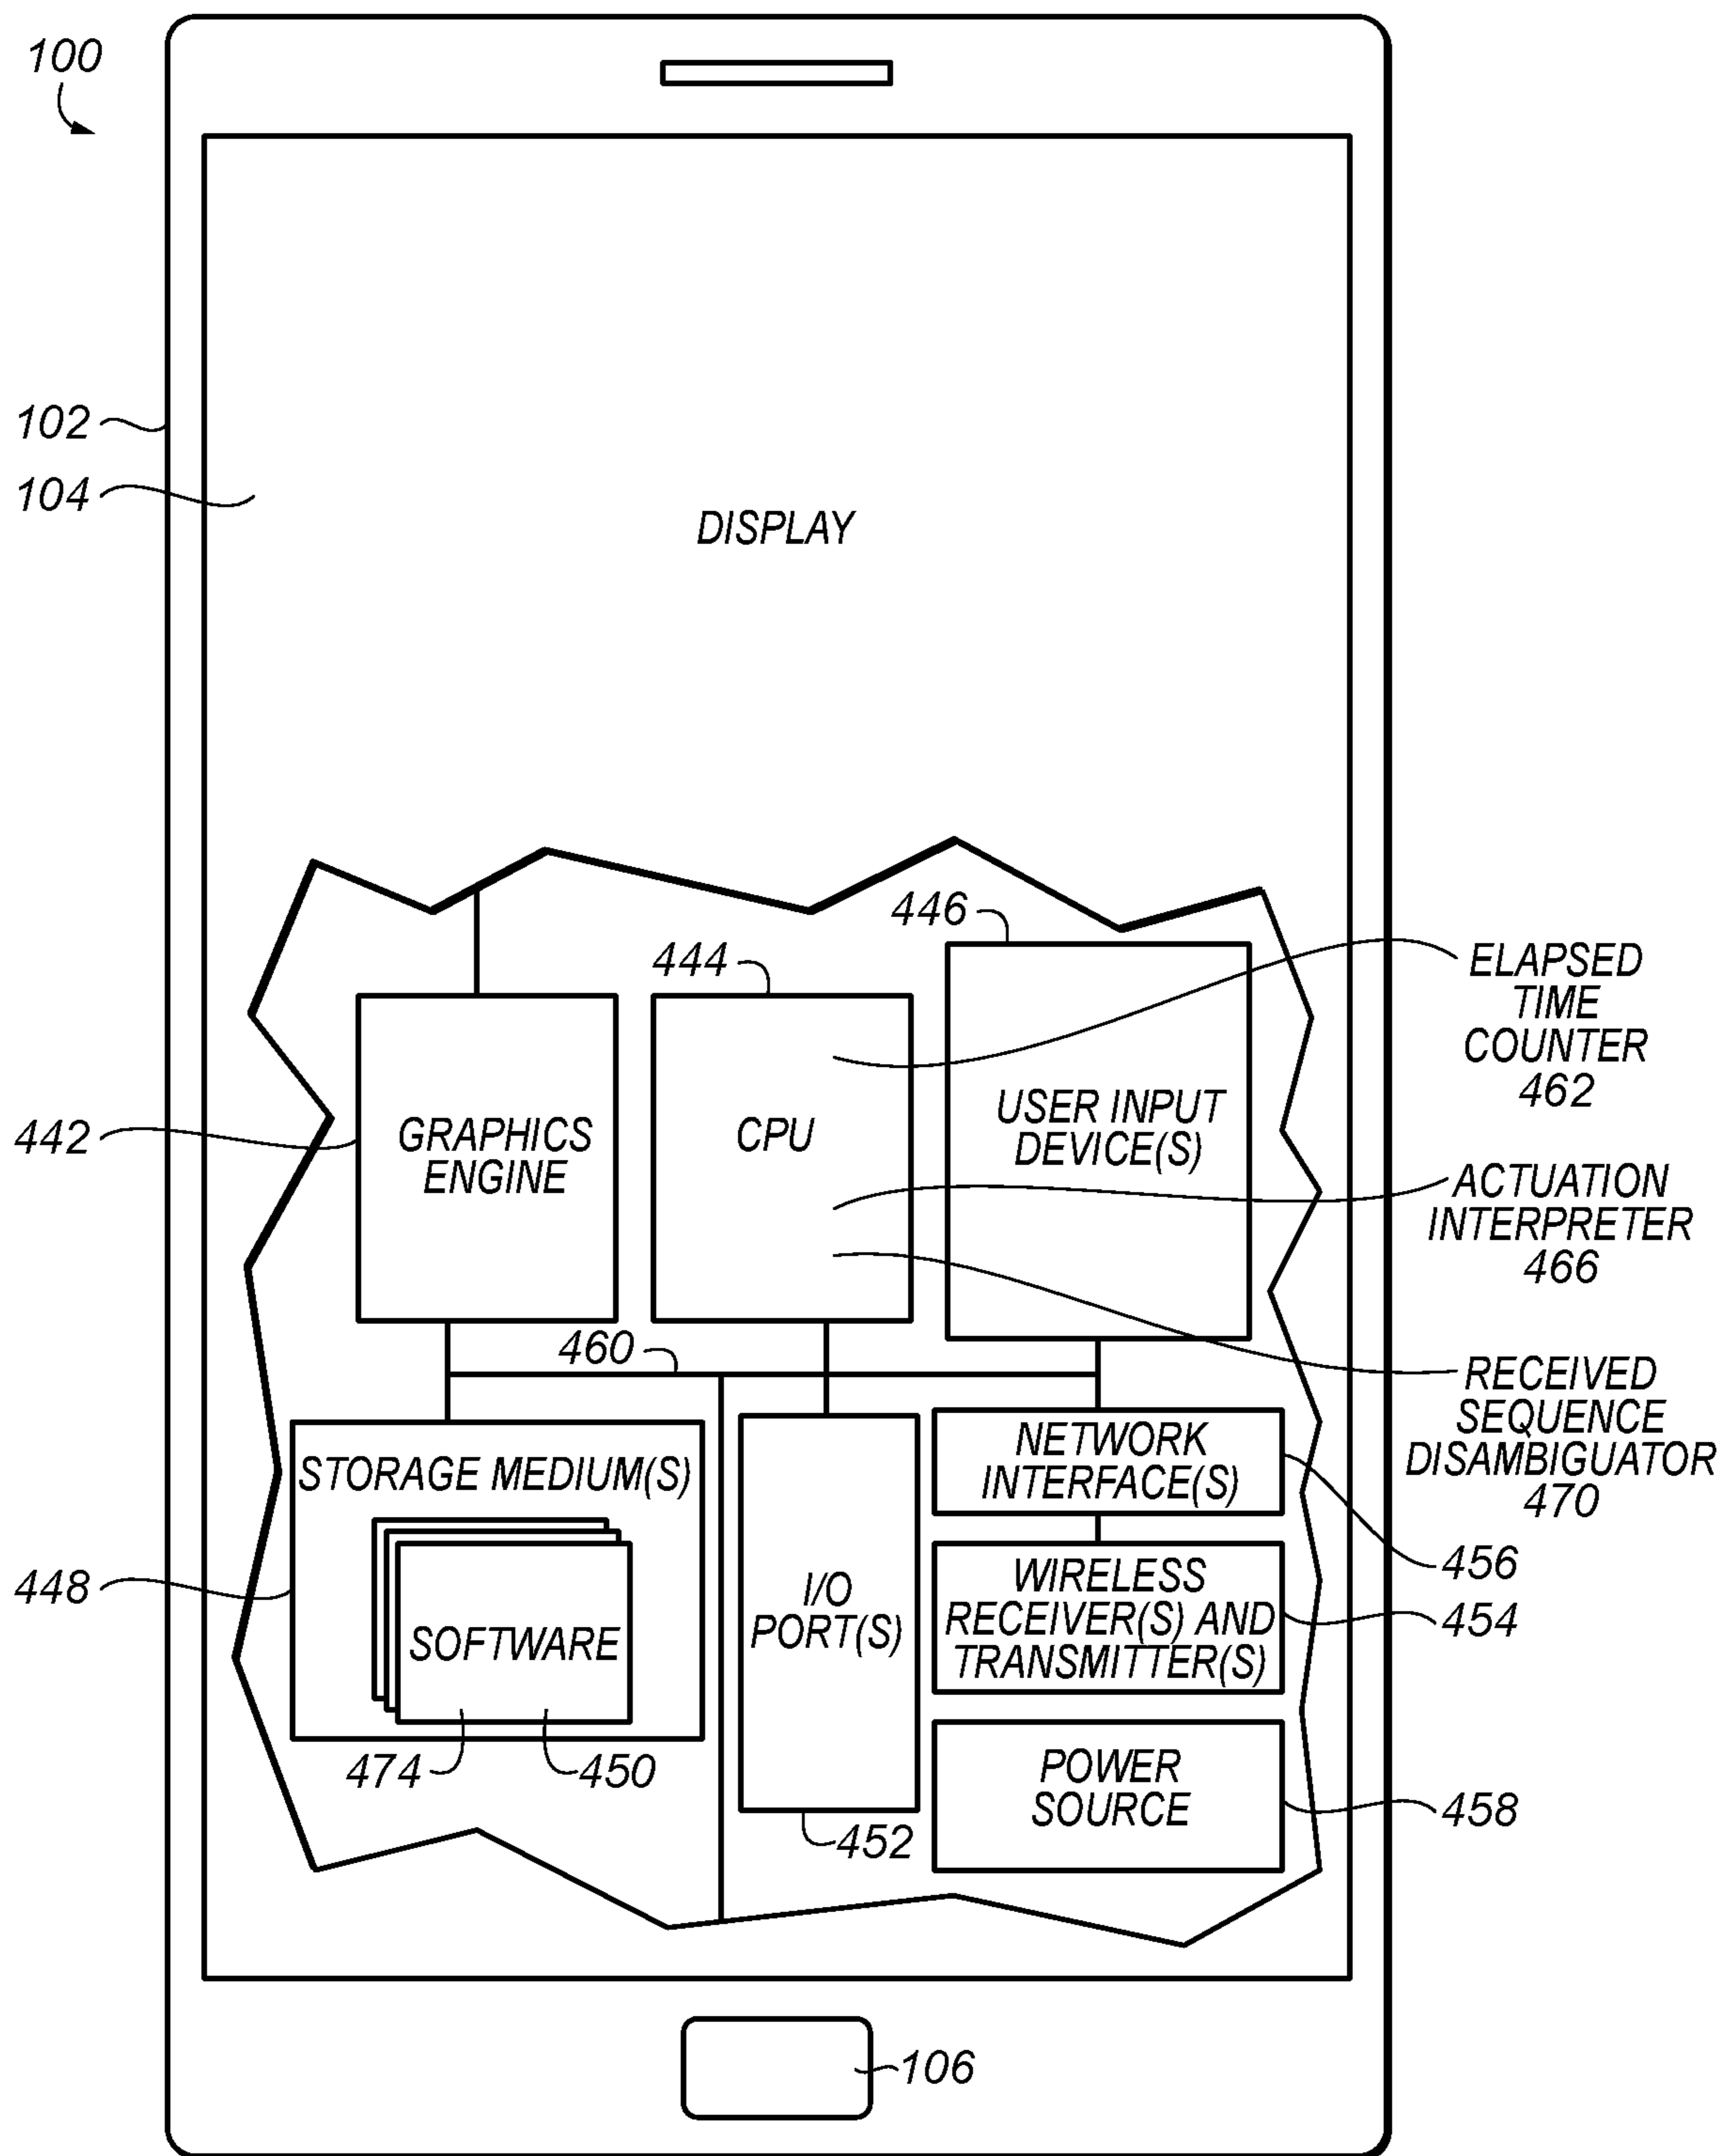 100
102
104
DISPLAY
446
444
ELAPSED
TIME
COUNTER
462
442
GRAPHICS
ENGINE
CPU
USER INPUT
DEVICE(S)
ACTUATION
INTERPRETER
466
460
RECEIVED
SEQUENCE
DISAMBIGUATOR
470
STORAGE MEDIUM(S)
NETWORK
INTERFACE(S)
456
448
SOFTWARE
I/O
PORT(S)
WIRELESS
RECEIVER(S) AND
TRANSMITTER(S)
454
474
450
POWER
SOURCE
458
452
106